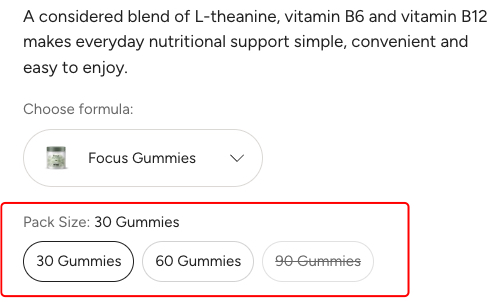 A considered blend of L-theanine, vitamin B6 and vitamin B12
makes everyday nutritional support simple, convenient and
easy to enjoy.
Choose formula:
Focus Gummies
Pack Size: 30 Gummies
30 Gummies 60 Gummies 90 Gummies